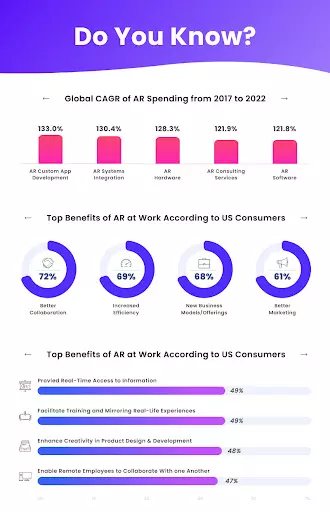 Do You Know?
Global CAGR of AR Spending from 2017 to 2022
133.0% 130.4% 128.3% 121.9% 121.8%
AR Custom App AR Systems AR AR Consulting AR
Development Integration Hardware Services Software
Top Benefits of AR at Work According to US Consumers
72% 69% 68% 61%
Better Increased New Business Better
Collaboration Efficiency Models/Offerings Marketing
Top Benefits of AR at Work According to US Consumers
Provied Real-Time Access to Information
49%
Facilitate Training and Mirroring Real-Life Experiences
49%
Enhance Creativity in Product Design & Development
48%
Enable Remote Employees to Collaborate With one Another
47%